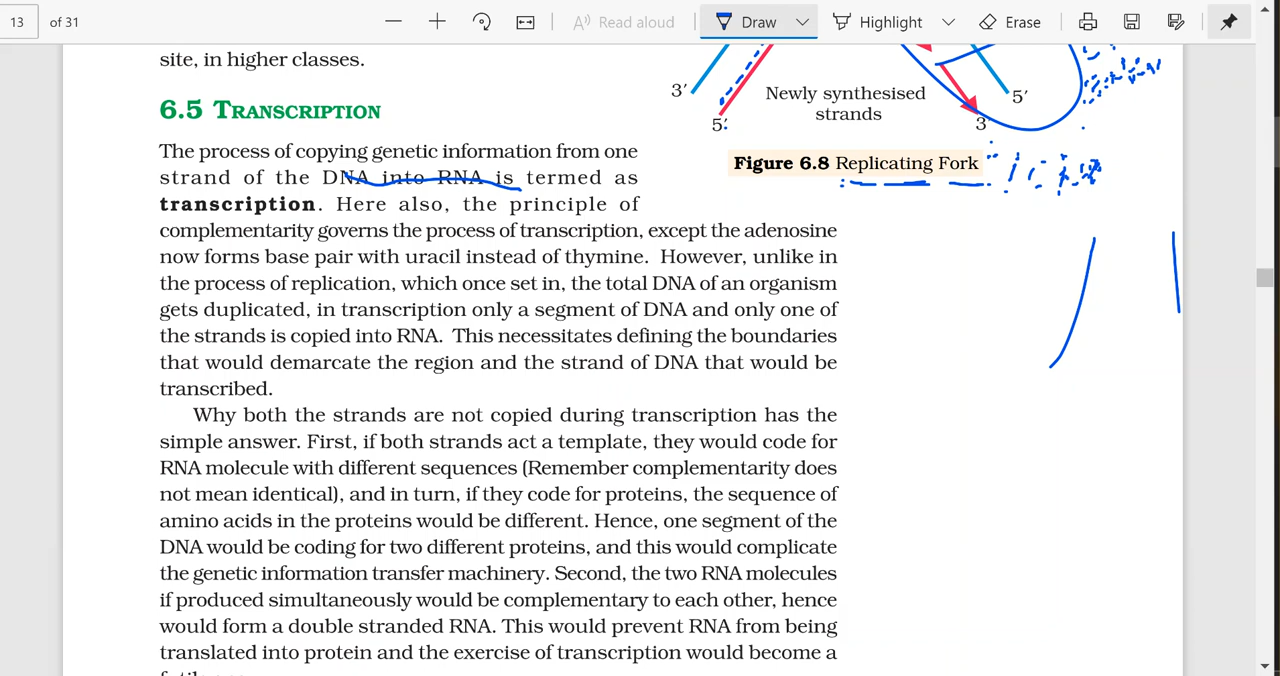 13 of 31
Read aloud
Draw
Highlight
Erase
site, in higher classes.
3′
5′
5′
3
Newly synthesised
strands
Figure 6.8 Replicating Fork
6.5 TRANSCRIPTION
The process of copying genetic information from one
strand of the DNA into RNA is termed as
transcription. Here also, the principle of
complementarity governs the process of transcription, except the adenosine
now forms base pair with uracil instead of thymine. However, unlike in
the process of replication, which once set in, the total DNA of an organism
gets duplicated, in transcription only a segment of DNA and only one of
the strands is copied into RNA. This necessitates defining the boundaries
that would demarcate the region and the strand of DNA that would be
transcribed.
Why both the strands are not copied during transcription has the
simple answer. First, if both strands act a template, they would code for
RNA molecule with different sequences (Remember complementarity does
not mean identical), and in turn, if they code for proteins, the sequence of
amino acids in the proteins would be different. Hence, one segment of the
DNA would be coding for two different proteins, and this would complicate
the genetic information transfer machinery. Second, the two RNA molecules
if produced simultaneously would be complementary to each other, hence
would form a double stranded RNA. This would prevent RNA from being
translated into protein and the exercise of transcription would become a